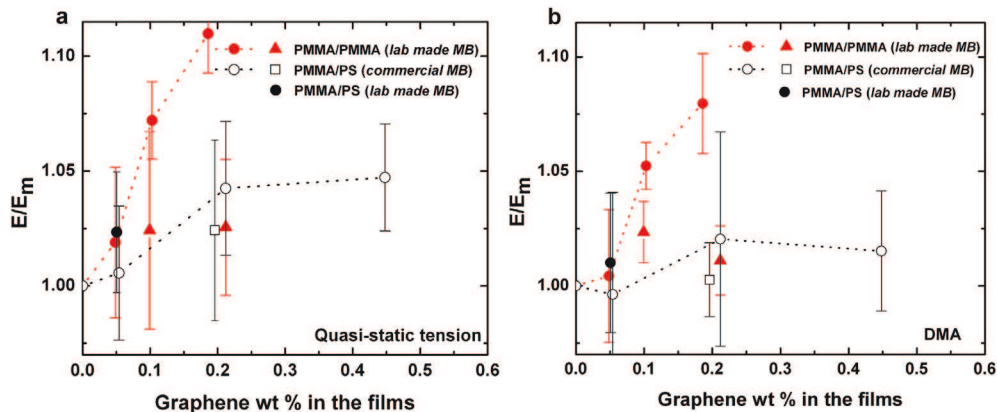 a
PMMA/PMMA (lab made MB)
PMMA/PS (commercial MB)
PMMA/PS (lab made MB)
1.10
1.05
1.00
E/Em
Quasi-static tension
0.0 0.1 0.2 0.3 0.4 0.5 0.6
Graphene wt % in the films
b
PMMA/PMMA (lab made MB)
PMMA/PS (commercial MB)
PMMA/PS (lab made MB)
1.10
1.05
1.00
E/Em
DMA
0.0 0.1 0.2 0.3 0.4 0.5 0.6
Graphene wt % in the films